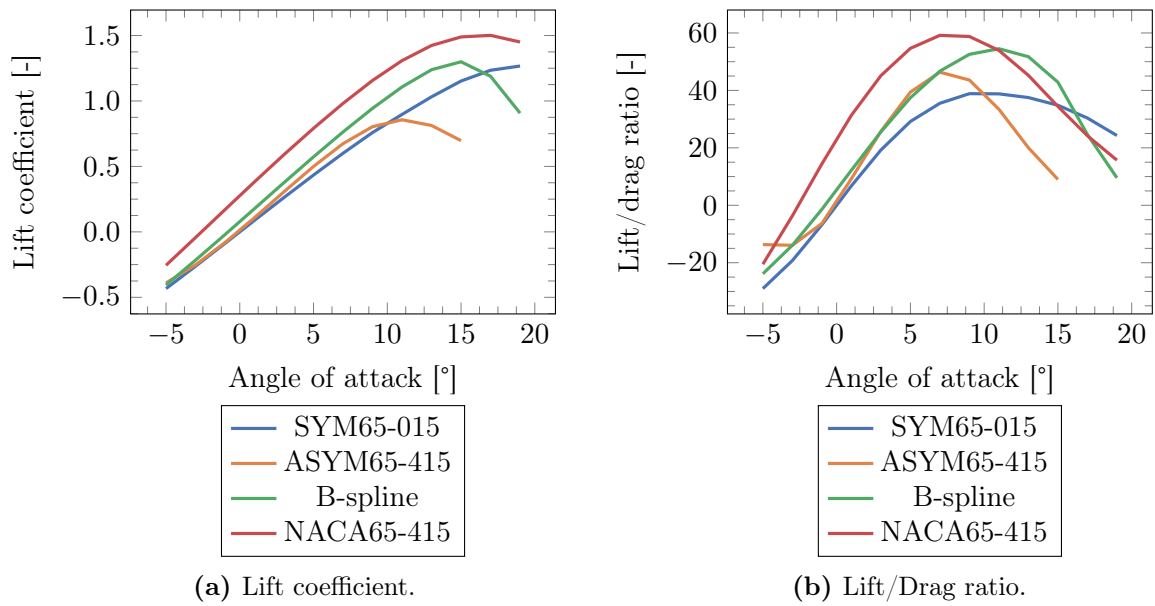 1.5
1.0
0.5
0.0
−0.5
Lift coefficient [-]
−5 0 5 10 15 20
Angle of attack [°]
SYM65-015
ASYM65-415
B-spline
NACA65-415
(a) Lift coefficient.
60
40
20
0
−20
Lift/drag ratio [-]
−5 0 5 10 15 20
Angle of attack [°]
SYM65-015
ASYM65-415
B-spline
NACA65-415
(b) Lift/Drag ratio.